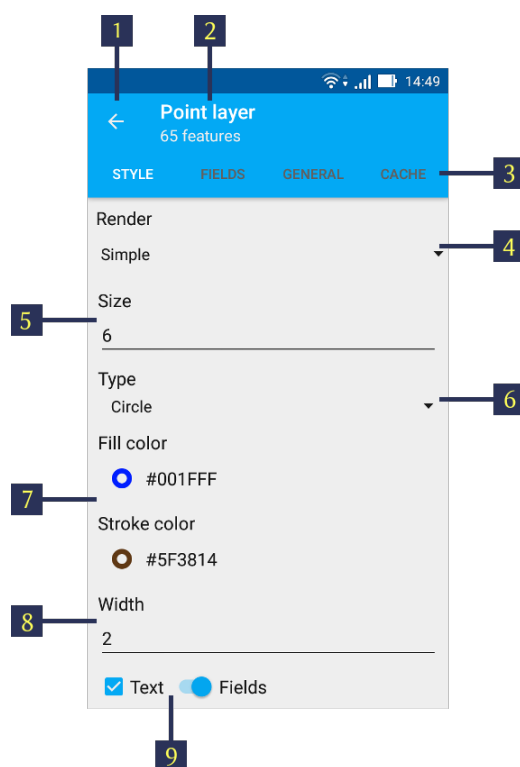 1 2
14:49
Point layer
65 features
STYLE FIELDS GENERAL CACHE 3
Render
Simple 4
Size
5
6
Type
Circle 6
Fill color
#001FFF
7
Stroke color
#5F3814
Width
8
2
Text Fields
9